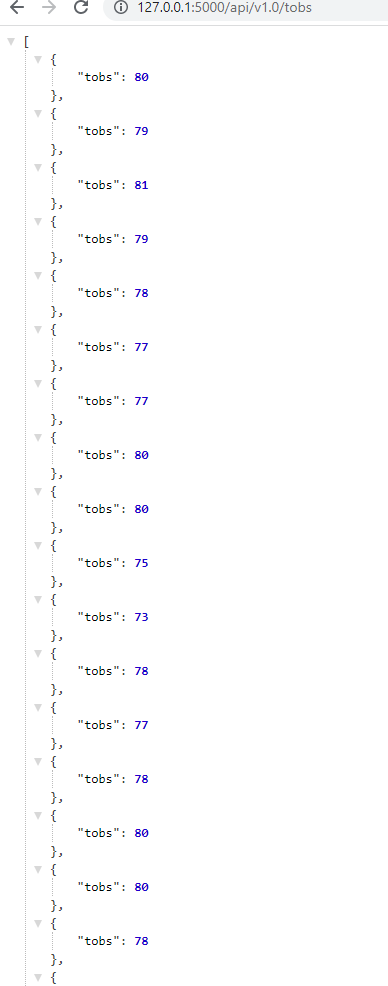 127.0.0.1:5000/api/v1.0/tobs
[
{
"tobs": 80
},
{
"tobs": 79
},
{
"tobs": 81
},
{
"tobs": 79
},
{
"tobs": 78
},
{
"tobs": 77
},
{
"tobs": 77
},
{
"tobs": 80
},
{
"tobs": 80
},
{
"tobs": 75
},
{
"tobs": 73
},
{
"tobs": 78
},
{
"tobs": 77
},
{
"tobs": 78
},
{
"tobs": 80
},
{
"tobs": 80
},
{
"tobs": 78
},
{